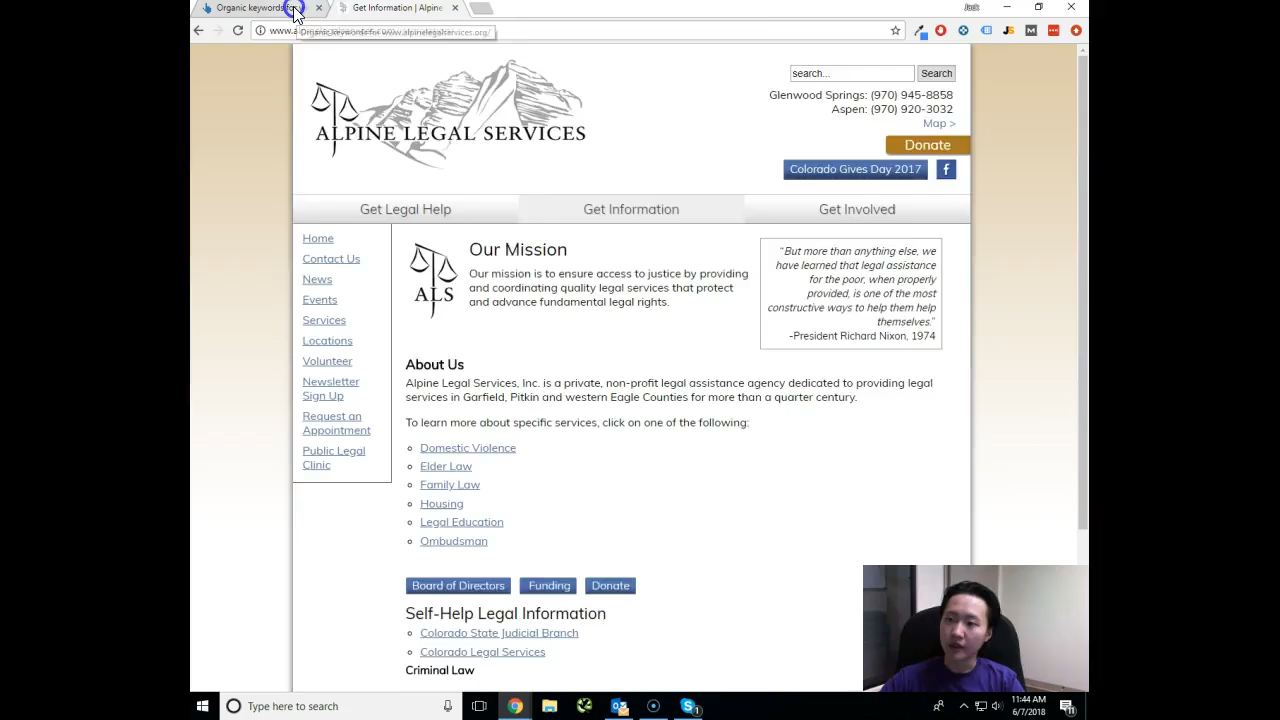 Organic keywords for
Get Information | Alpine
Jack
www.a
Organic keywords for www.alpinelegalservices.org/
ALPINE LEGAL SERVICES
search...
Search
Glenwood Springs: (970) 945-8858
Aspen: (970) 920-3032
Map >
Donate
Colorado Gives Day 2017
f
Get Legal Help
Get Information
Get Involved
Home
Contact Us
News
Events
Services
Locations
Volunteer
Newsletter
Sign Up
Request an
Appointment
Public Legal
Clinic
ALS
Our Mission
Our mission is to ensure access to justice by providing
and coordinating quality legal services that protect
and advance fundamental legal rights.
"But more than anything else, we
have learned that legal assistance
for the poor, when properly
provided, is one of the most
constructive ways to help them help
themselves."
-President Richard Nixon, 1974
About Us
Alpine Legal Services, Inc. is a private, non-profit legal assistance agency dedicated to providing legal
services in Garfield, Pitkin and western Eagle Counties for more than a quarter century.
To learn more about specific services, click on one of the following:
Domestic Violence
Elder Law
Family Law
Housing
Legal Education
Ombudsman
Board of Directors
Funding
Donate
Self-Help Legal Information
Colorado State Judicial Branch
Colorado Legal Services
Criminal Law
Type here to search
11:44 AM
6/7/2018